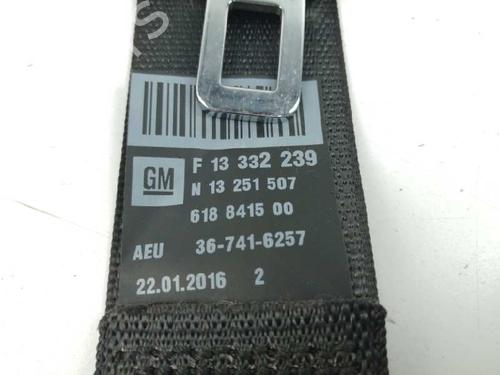 F 13 332 239
GM
N 13 251 507
618 8415 00
AEU 36-741-6257
22.01.2016 2